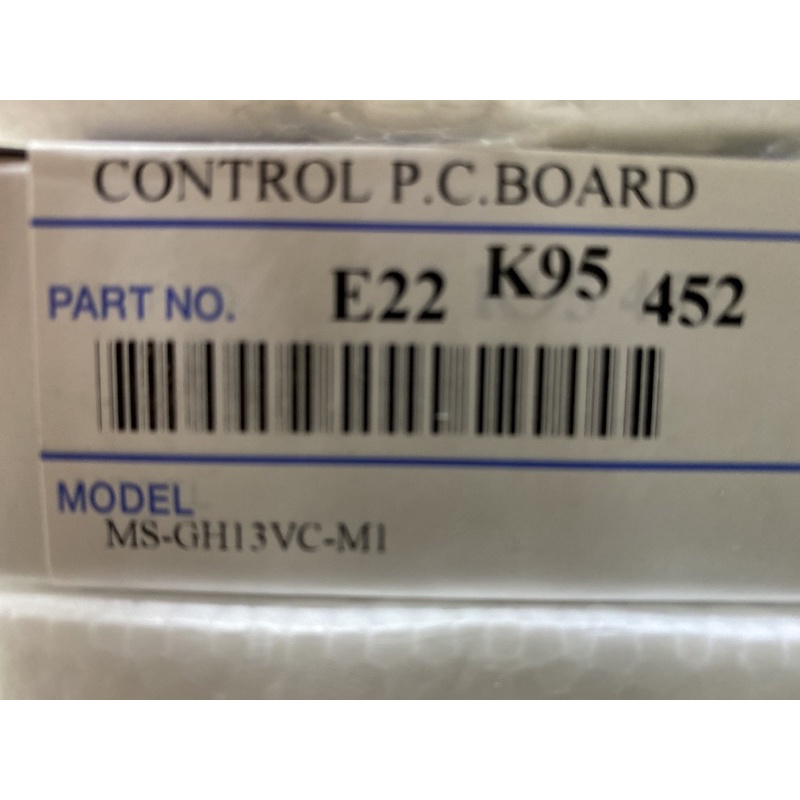 CONTROL P.C.BOARD
PART NO. E22 K95 452
MODEL
MS-GH13VC-M1